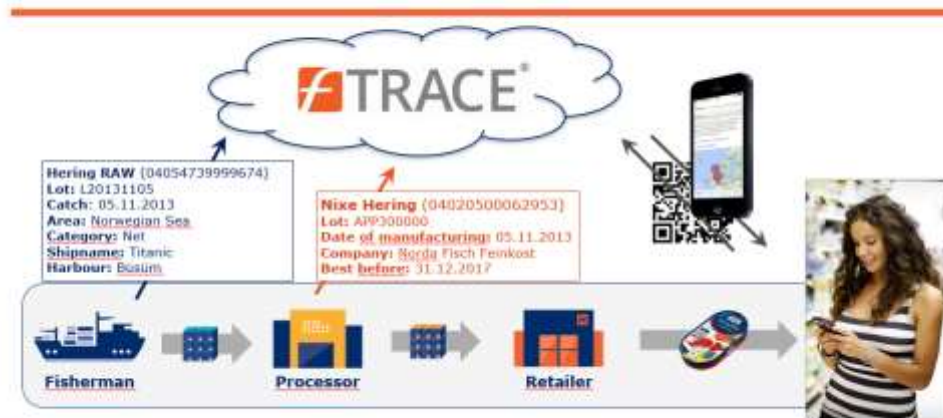 fTRACE®
Hering RAW (04054739999674)
Lot: L20131105
Catch: 05.11.2013
Area: Norwegian Sea
Category: Net
Shipname: Titanic
Harbour: Büsum
Nixe Hering (04020500062953)
Lot: APP300000
Date of manufacturing: 05.11.2013
Company: Norda Fisch Feinkost
Best before: 31.12.2017
Fisherman
Processor
Retailer